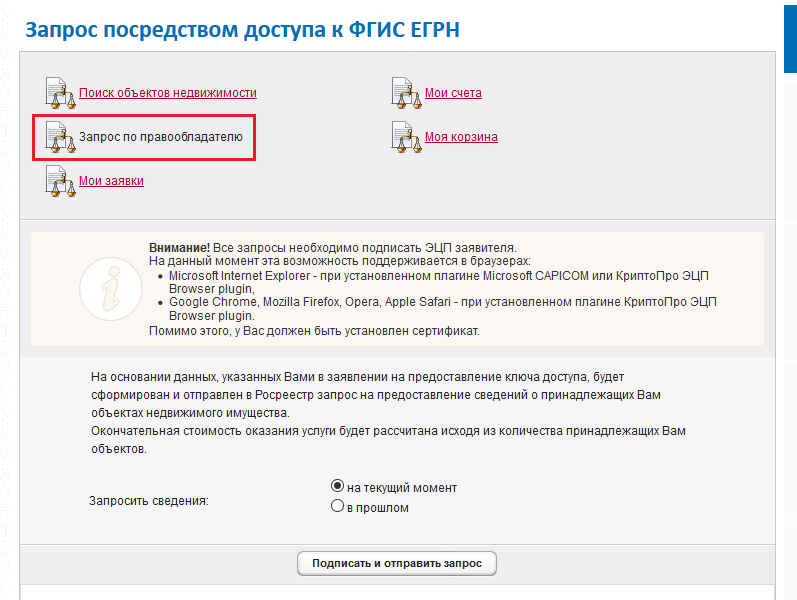 Запрос посредством доступа к ФГИС ЕГРН
Поиск объектов недвижимости
Мои счета
Запрос по правообладателю
Моя корзина
Мои заявки
Внимание! Все запросы необходимо подписать ЭЦП заявителя.
На данный момент эта возможность поддерживается в браузерах:
• Microsoft Internet Explorer - при установленном плагине Microsoft CAPICOM или КриптоПро ЭЦП
Browser plugin,
• Google Chrome, Mozilla Firefox, Opera, Apple Safari - при установленном плагине КриптоПро ЭЦП
Browser plugin.
Помимо этого, у Вас должен быть установлен сертификат.
На основании данных, указанных Вами в заявлении на предоставление ключа доступа, будет
сформирован и отправлен в Росреестр запрос на предоставление сведений о принадлежащих Вам
объектах недвижимого имущества.
Окончательная стоимость оказания услуги будет рассчитана исходя из количества принадлежащих Вам
объектов.
Запросить сведения:
на текущий момент
в прошлом
Подписать и отправить запрос